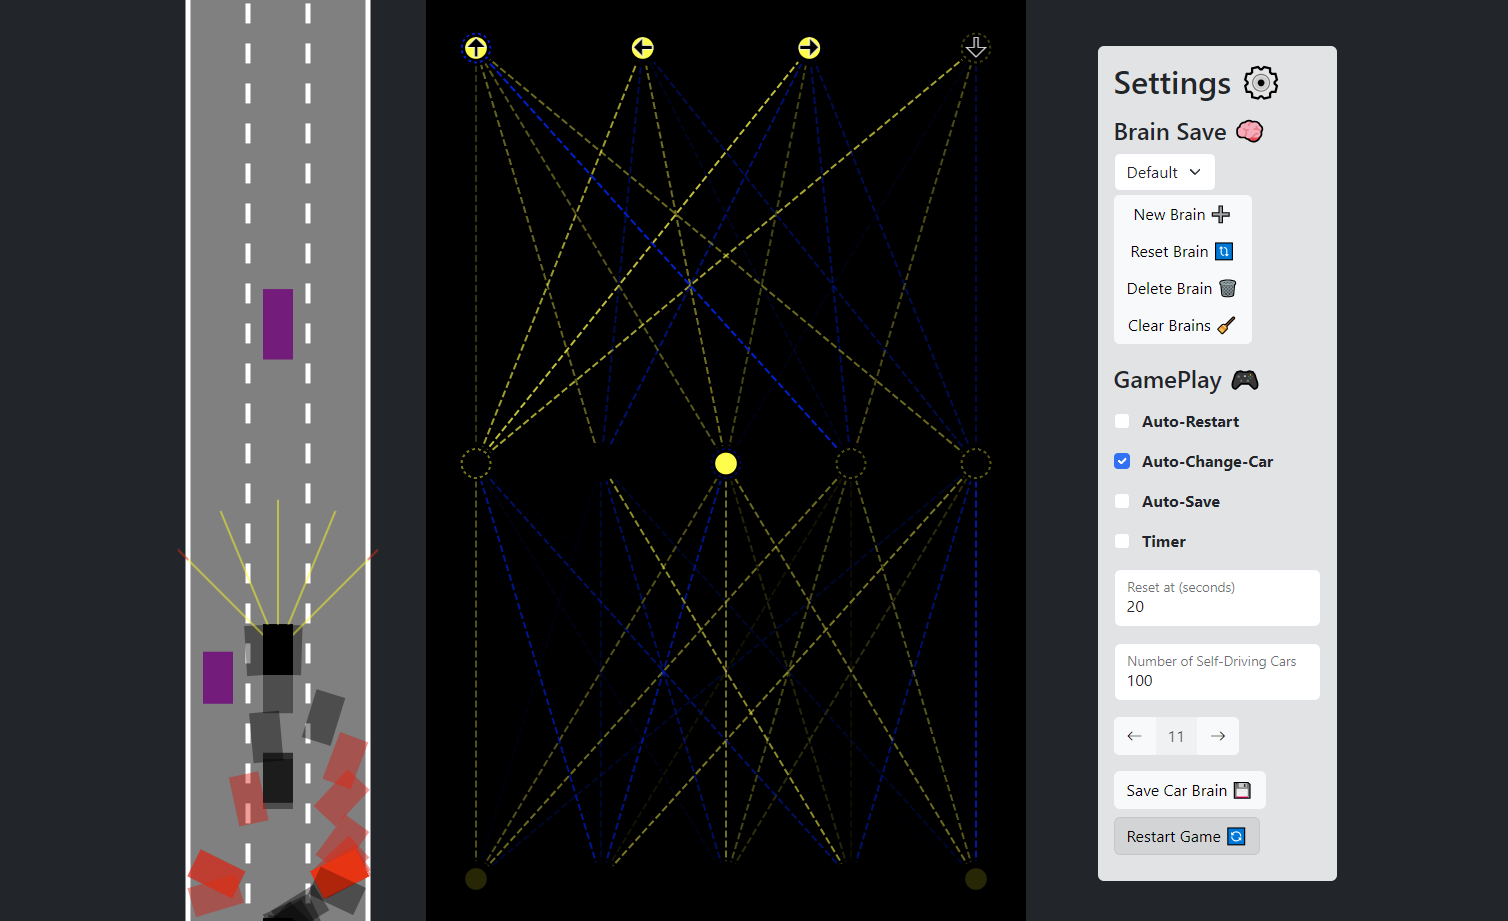 Settings
Brain Save
Default
New Brain
Reset Brain
Delete Brain
Clear Brains
GamePlay
Auto-Restart
Auto-Change-Car
Auto-Save
Timer
Reset at (seconds)
20
Number of Self-Driving Cars
100
11
Save Car Brain
Restart Game